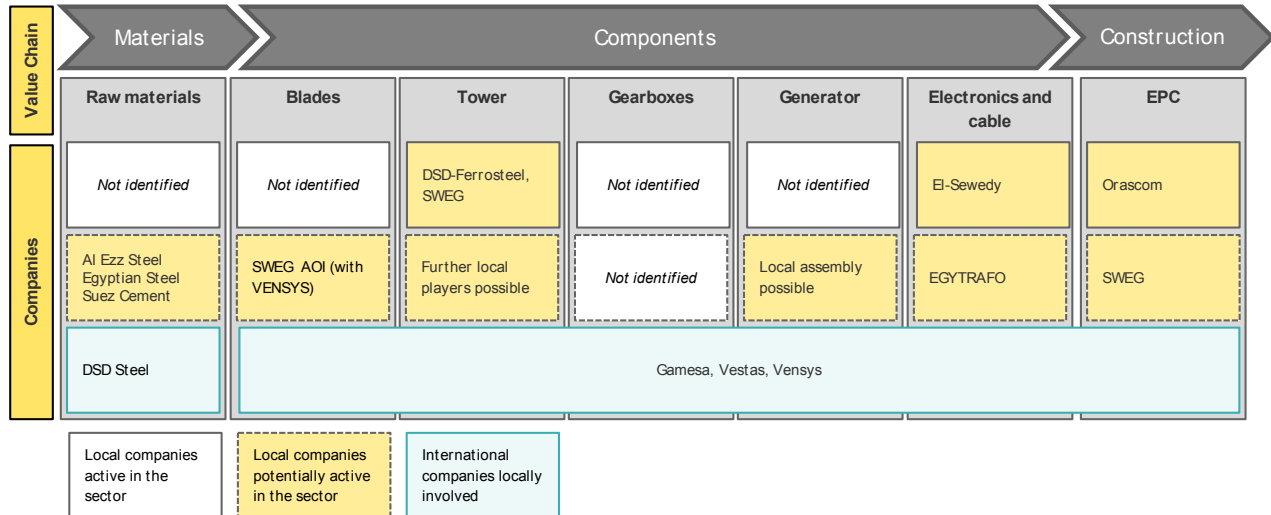 Value Chain
Materials
Components
Construction
Raw materials
Blades
Tower
Gearboxes
Generator
Electronics and
cable
EPC
Companies
Not identified
Not identified
DSD-Ferrosteel,
SWEG
Not identified
Not identified
El-Sewedy
Orascom
Al Ezz Steel
Egyptian Steel
Suez Cement
SWEG AOI (with
VENSYS)
Further local
players possible
Not identified
Local assembly
possible
EGYTRAFO
SWEG
DSD Steel
Gamesa, Vestas, Vensys
Local companies
active in the
sector
Local companies
potentially active
in the sector
International
companies locally
involved